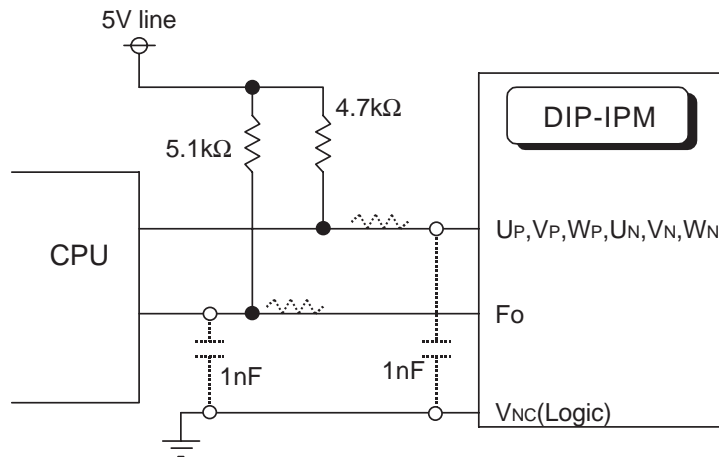 5V line
4.7kΩ
5.1kΩ
DIP-IPM
CPU
UP,VP,WP,UN,VN,WN
Fo
1nF
1nF
VNC(Logic)